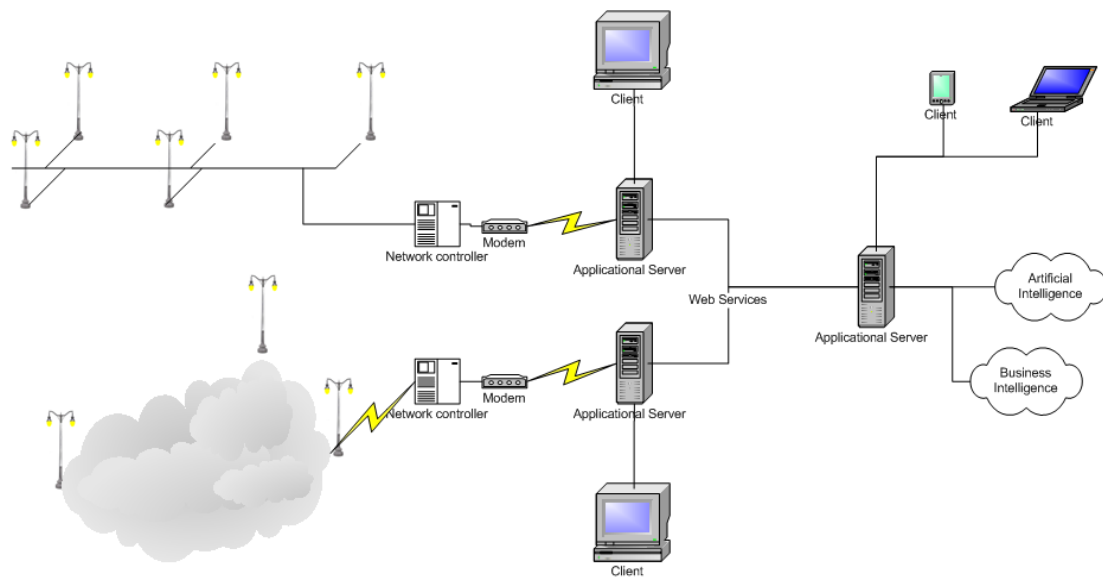 Client
Client
Client
Network controller
Modem
Applicational Server
Artificial
Intelligence
Web Services
Applicational Server
Business
Intelligence
Network controller
Modem
Applicational Server
Client